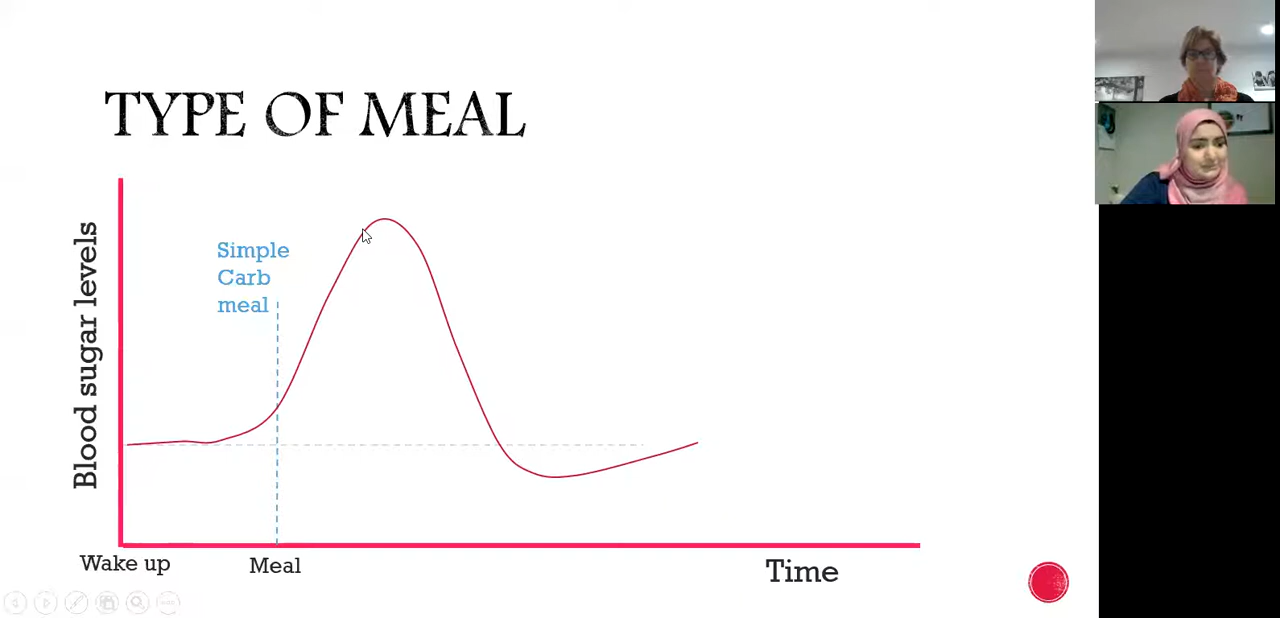 TYPE OF MEAL
Simple
Carb
meal
Blood sugar levels
Wake up
Meal
Time